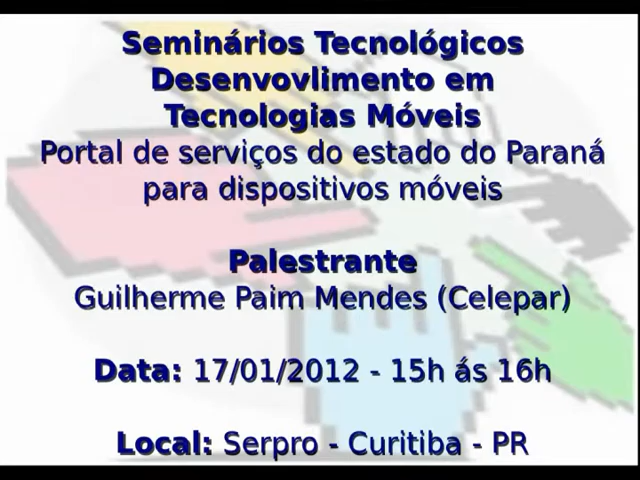 Seminários Tecnológicos
Desenvovlimento em
Tecnologias Móveis
Portal de serviços do estado do Paraná
para dispositivos móveis
Palestrante
Guilherme Paim Mendes (Celepar)
Data: 17/01/2012 - 15h ás 16h
Local: Serpro - Curitiba - PR